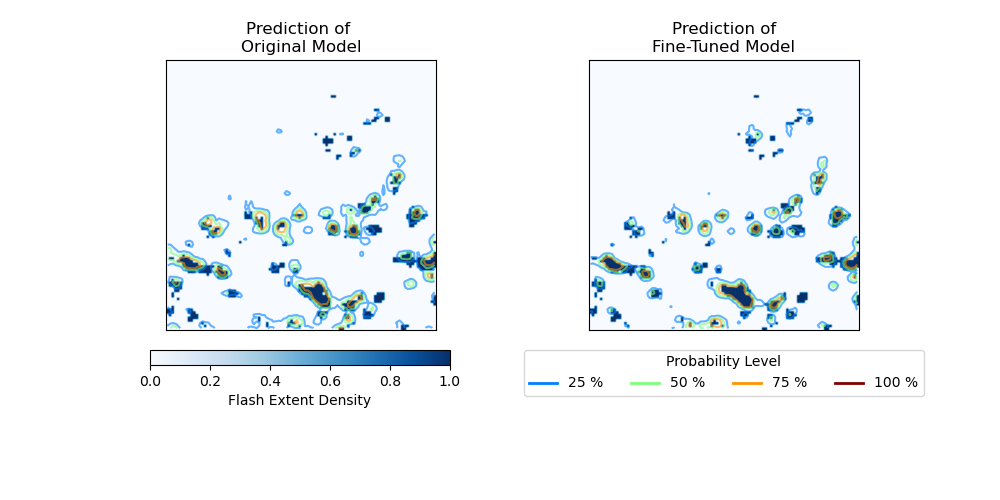 Prediction of
Original Model
Prediction of
Fine-Tuned Model
0.0 0.2 0.4 0.6 0.8 1.0
Flash Extent Density
Probability Level
25 % 50 % 75 % 100 %